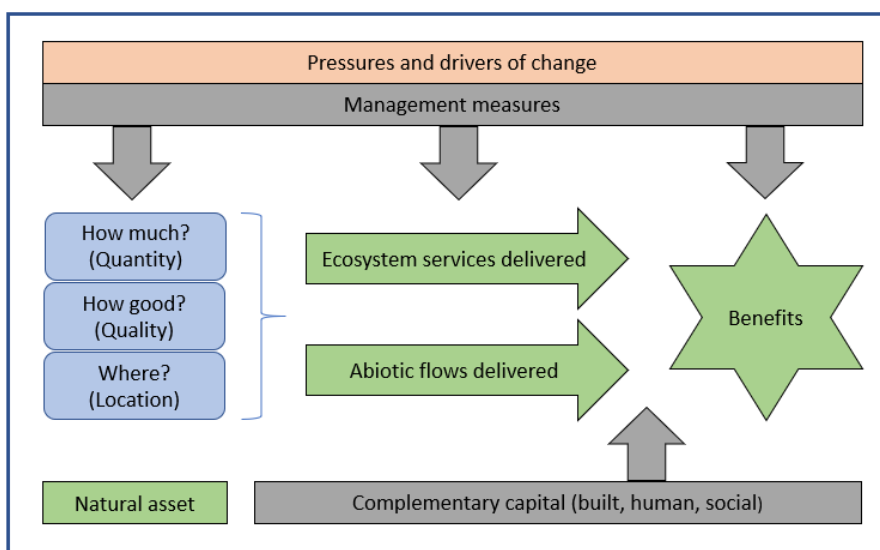 Pressures and drivers of change
Management measures
How much?
(Quantity)
How good?
(Quality)
Where?
(Location)
Ecosystem services delivered
Abiotic flows delivered
Benefits
Natural asset
Complementary capital (built, human, social)